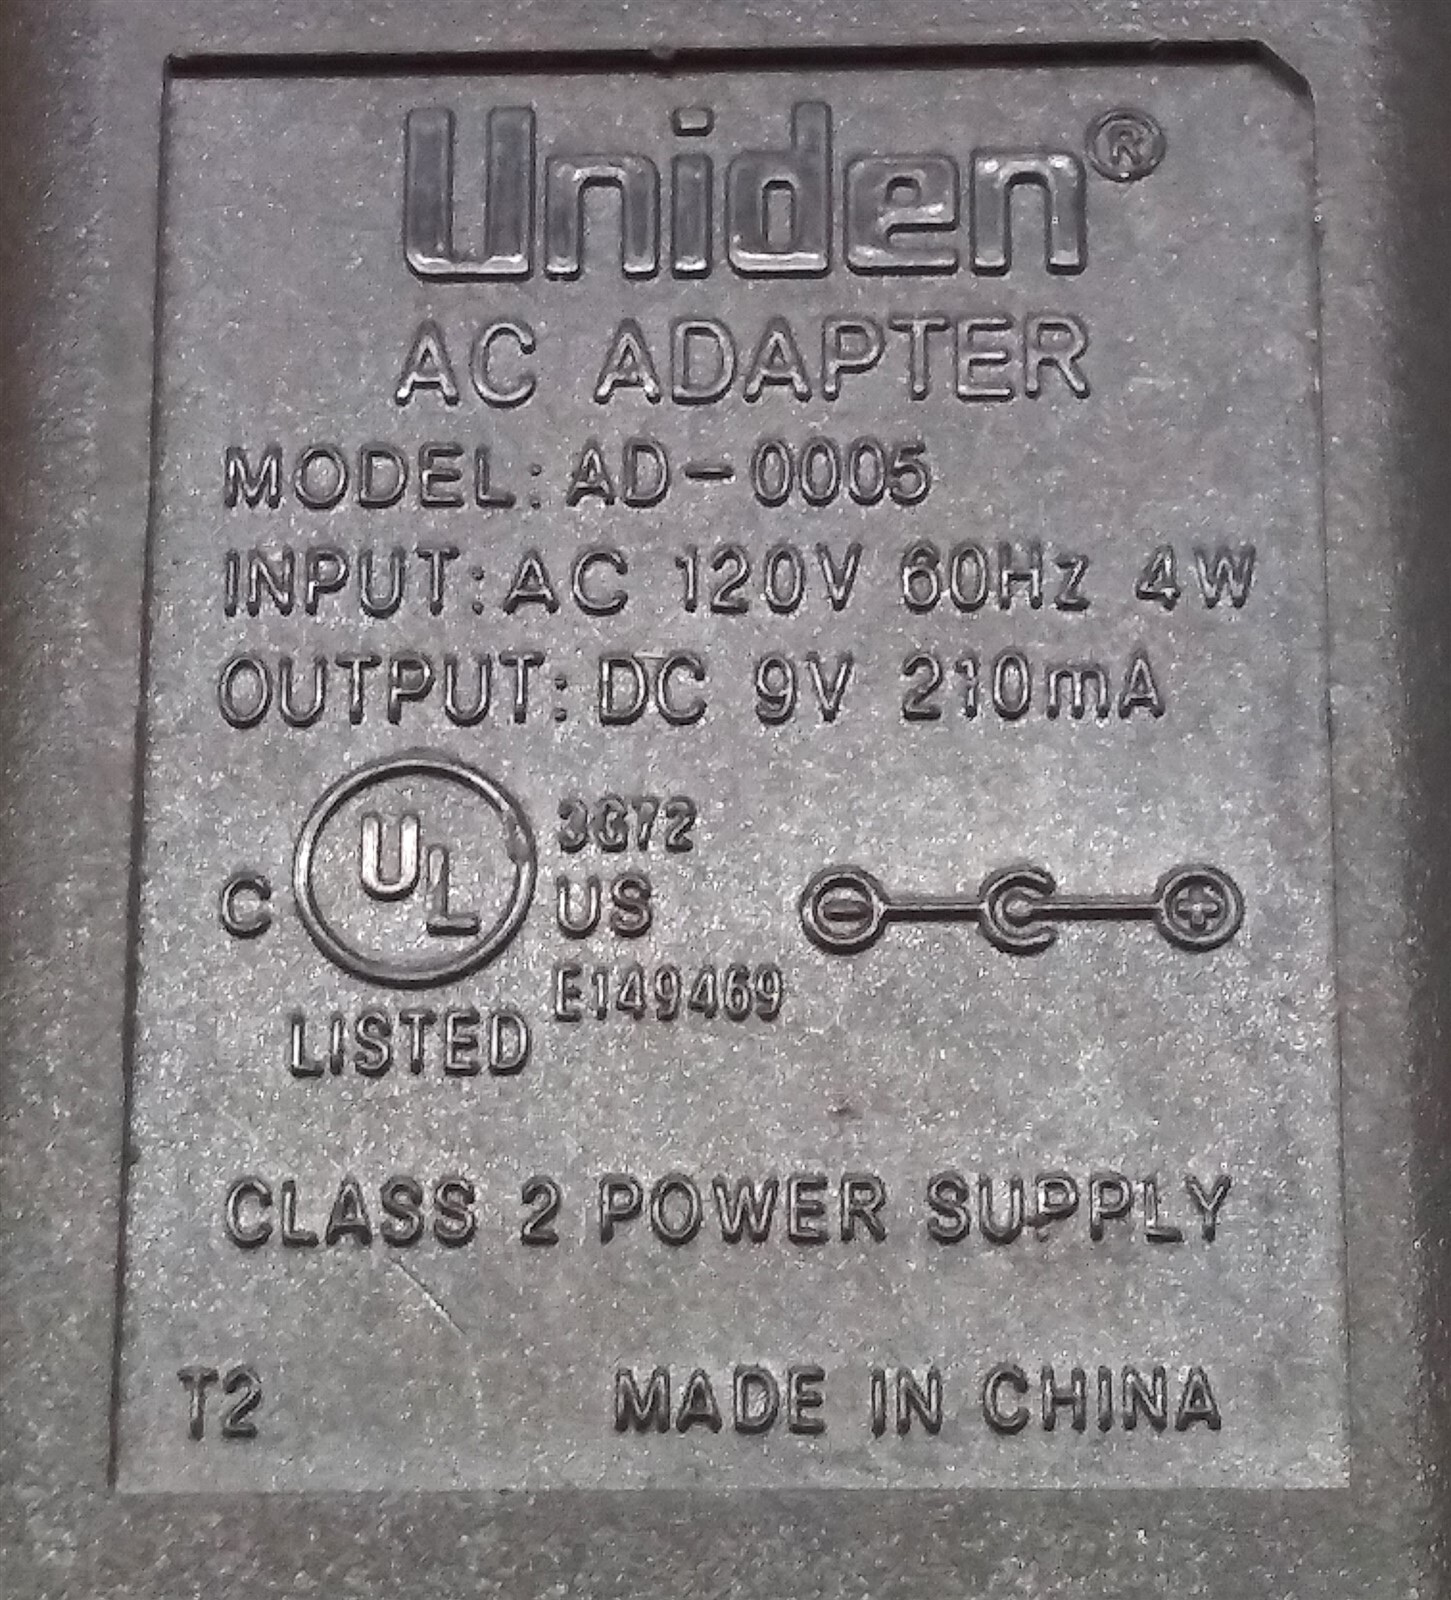 Uniden®
AC ADAPTER
MODEL: AD-0005
INPUT: AC 120V 60Hz 4W
OUTPUT: DC 9V 210mA
3G72
C UL US
E149469
LISTED
CLASS 2 POWER SUPPLY
T2 MADE IN CHINA